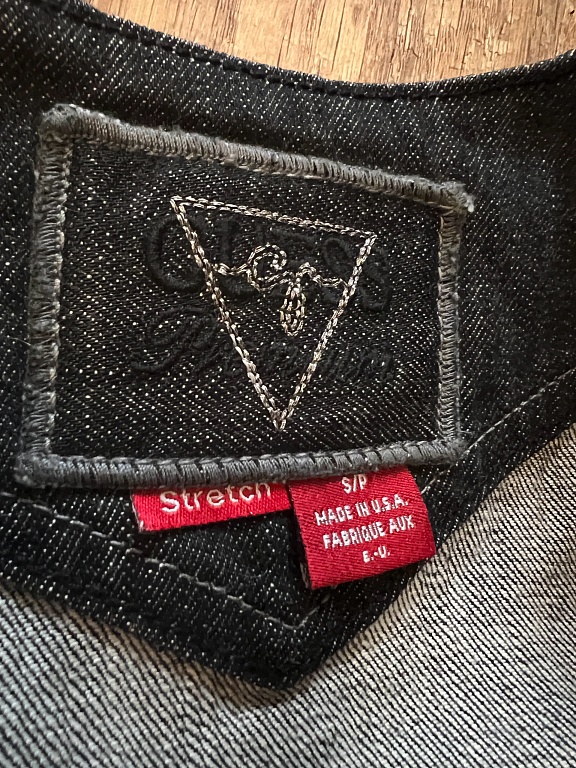 Guess
Premium
Stretch
S/P
MADE IN U.S.A.
FABRIQUE AUX
E.-U.